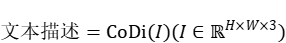 文本描述 = CoDi(𝐼)(𝐼 ∈ ℝ^{𝐻×𝑊×3})